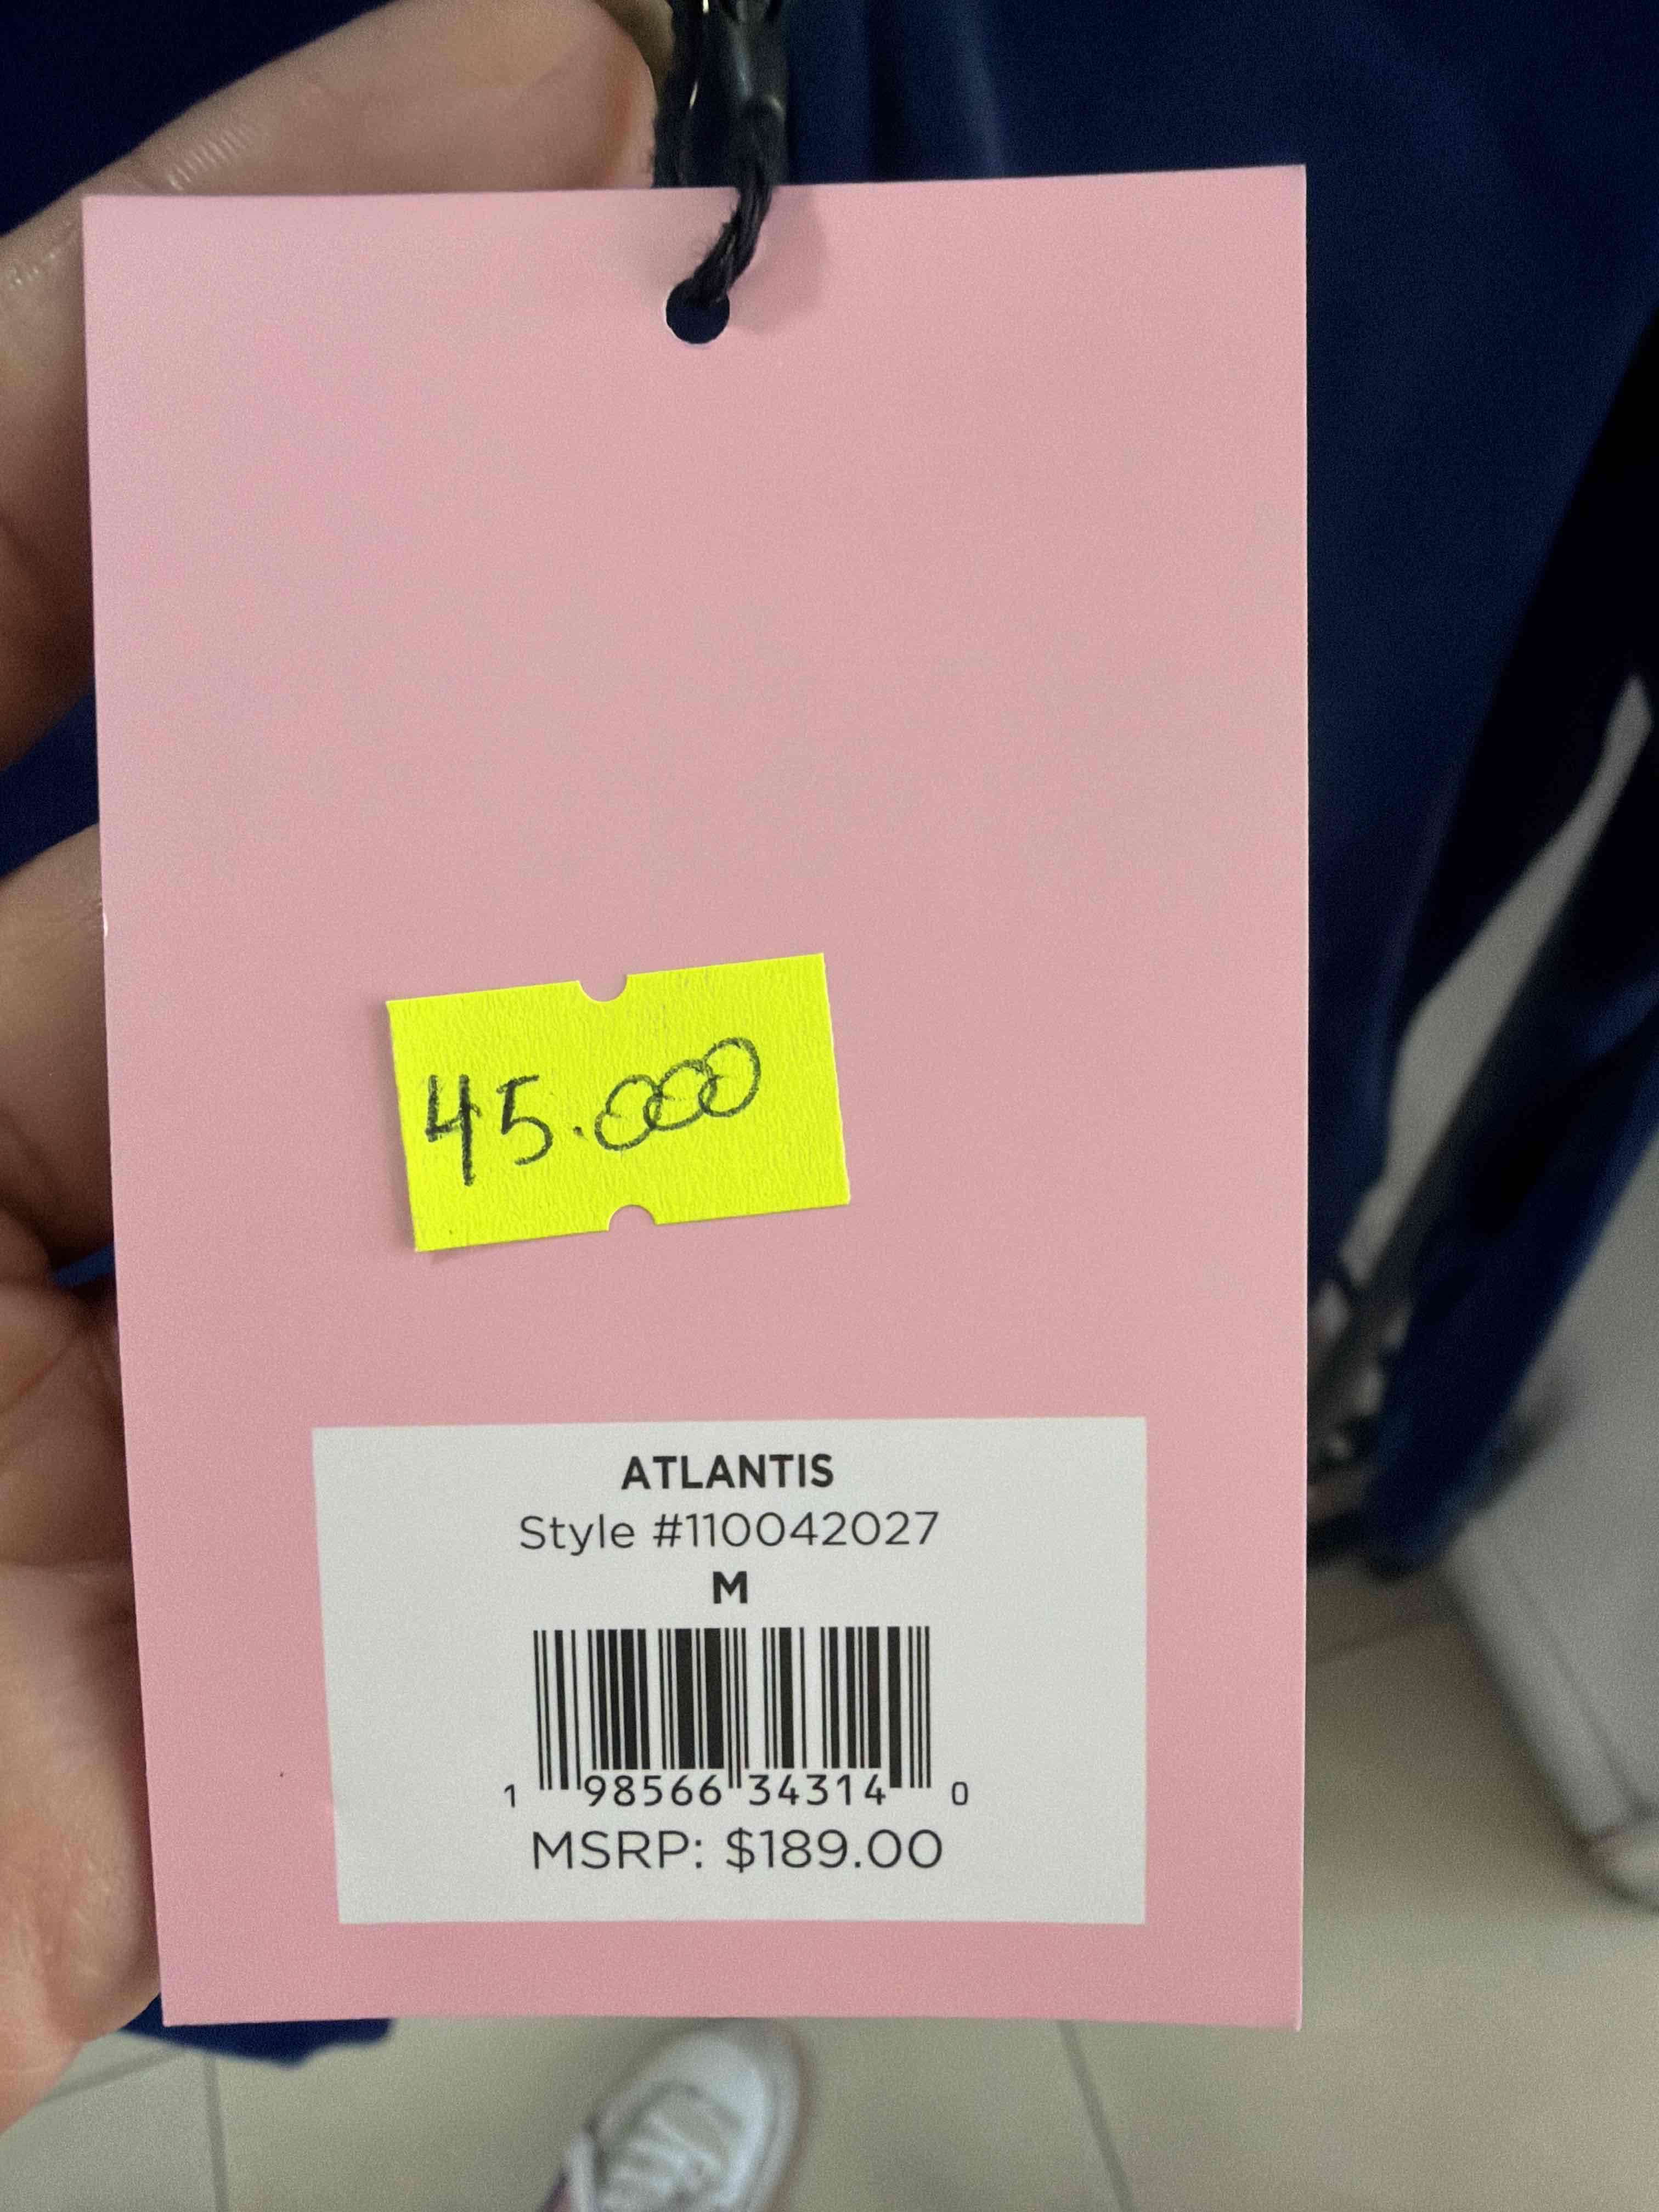 45.000
ATLANTIS
Style #110042027
M
1 98566 34314 0
MSRP: $189.00